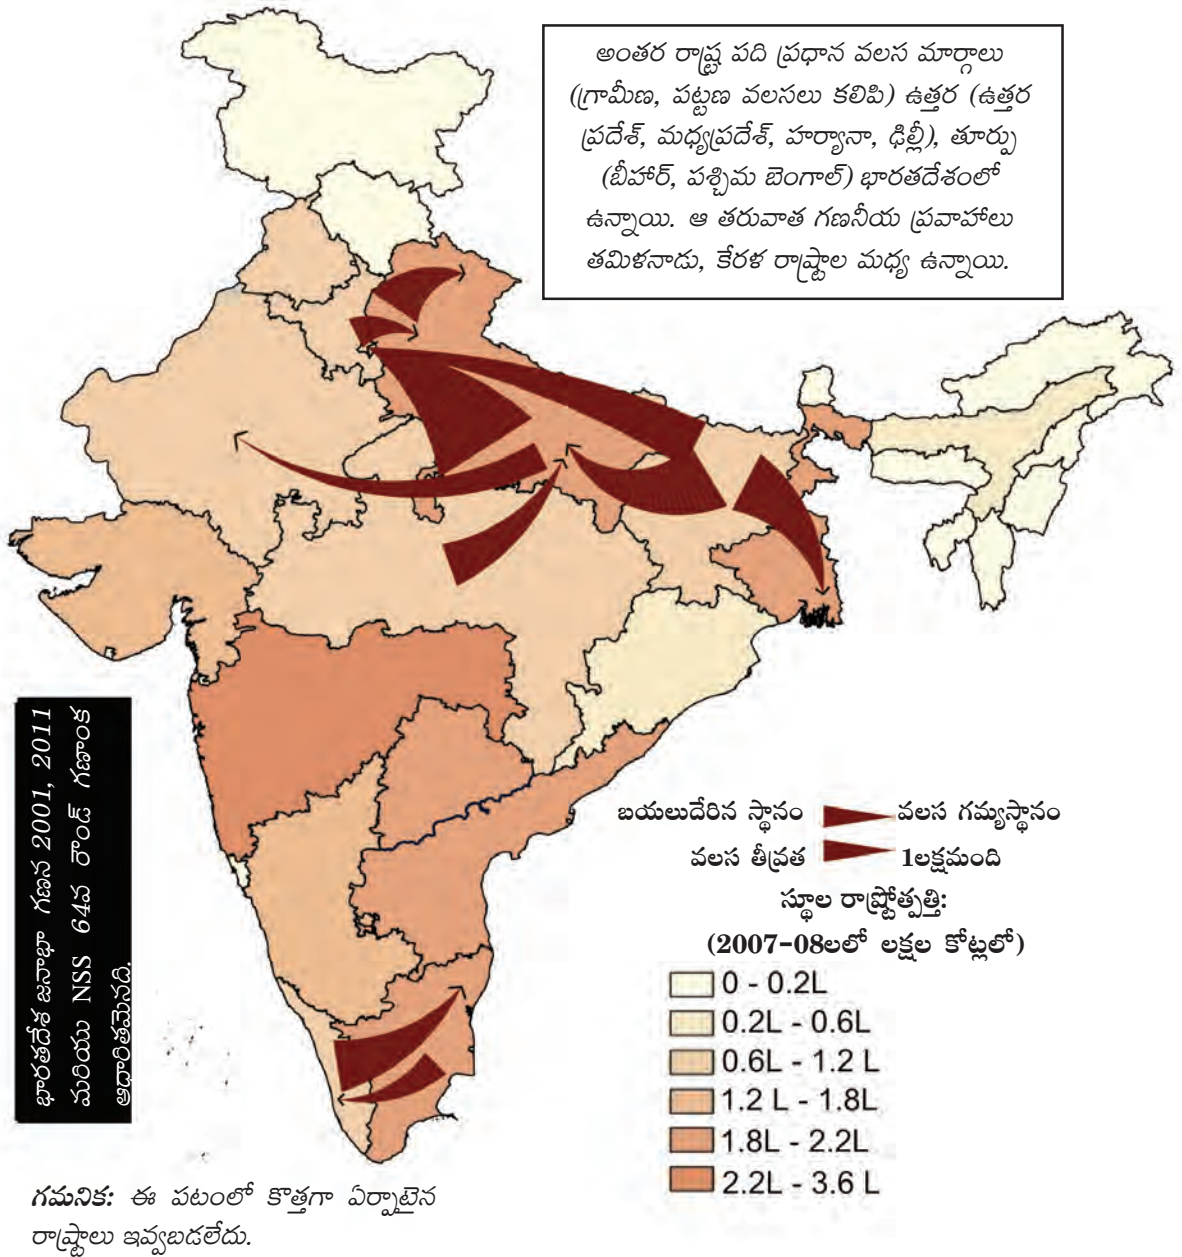 అంతర రాష్ట్ర పది ప్రధాన వలస మార్గాలు
(గ్రామీణ, పట్టణ వలసలు కలిపి) ఉత్తర (ఉత్తర
ప్రదేశ్, మధ్యప్రదేశ్, హర్యానా, ఢిల్లీ), తూర్పు
(బీహార్, పశ్చిమ బెంగాల్) భారతదేశంలో
ఉన్నాయి. ఆ తరువాత గణనీయ ప్రవాహాలు
తమిళనాడు, కేరళ రాష్ట్రాల మధ్య ఉన్నాయి.
భారతదేశ జనాభా గణన 2001, 2011
మరియు NSS 64వ రౌండ్ గణాంక
ఆధారితమైనది.
బయలుదేరిన స్థానం వలస గమ్యస్థానం
వలస తీవ్రత 1లక్షమంది
స్థూల రాష్ట్రోత్పత్తి:
(2007-08లలో లక్షల కోట్లలో)
0 - 0.2L
0.2L - 0.6L
0.6L - 1.2 L
1.2 L - 1.8L
1.8L - 2.2L
2.2L - 3.6 L
గమనిక: ఈ పటంలో కొత్తగా ఏర్పాటైన
రాష్ట్రాలు ఇవ్వబడలేదు.